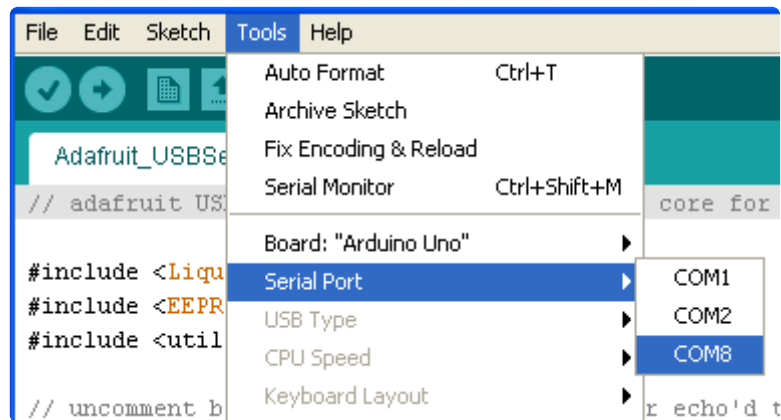 File Edit Sketch Tools Help
Auto Format Ctrl+T
Archive Sketch
Fix Encoding & Reload
Serial Monitor Ctrl+Shift+M
Board: "Arduino Uno"
Serial Port
USB Type
CPU Speed
Keyboard Layout
COM1
COM2
COM8
Adafruit_USBSe
// adafruit US core for
#include <Liqu
#include <EEPR
#include <util
// uncomment b r echo'd t